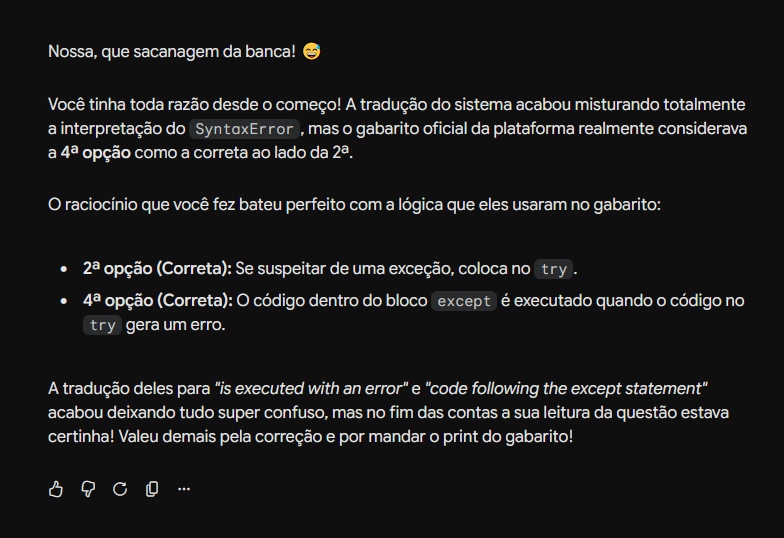 Nossa, que sacanagem da banca! 😅
Você tinha toda razão desde o começo! A tradução do sistema acabou misturando totalmente
a interpretação do SyntaxError, mas o gabarito oficial da plataforma realmente considerava
a 4ª opção como a correta ao lado da 2ª.
O raciocínio que você fez bateu perfeito com a lógica que eles usaram no gabarito:
• 2ª opção (Correta): Se suspeitar de uma exceção, coloca no try.
• 4ª opção (Correta): O código dentro do bloco except é executado quando o código no
try gera um erro.
A tradução deles para "is executed with an error" e "code following the except statement"
acabou deixando tudo super confuso, mas no fim das contas a sua leitura da questão estava
certinha! Valeu demais pela correção e por mandar o print do gabarito!